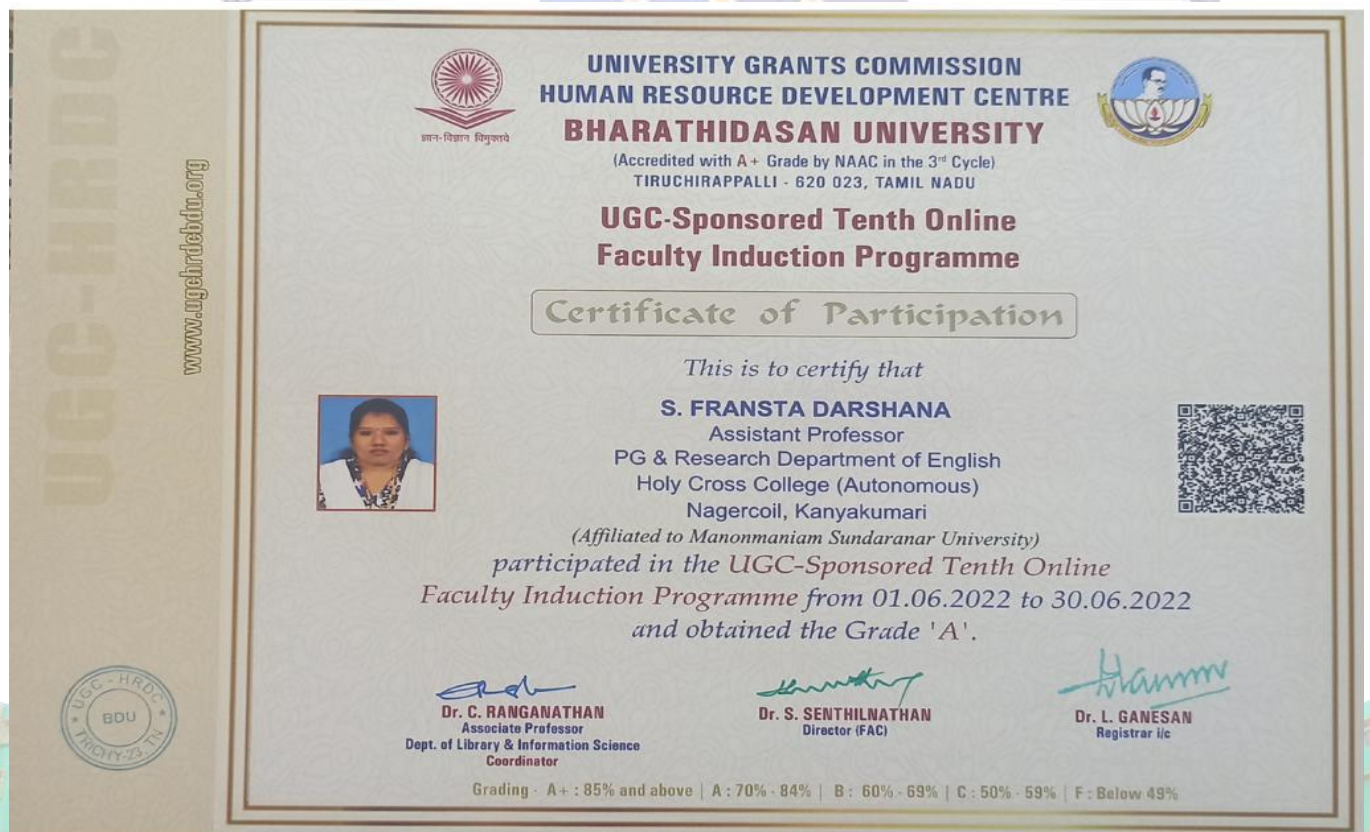 UGC-HRDC
www.ugchrdcbdu.org
UNIVERSITY GRANTS COMMISSION
HUMAN RESOURCE DEVELOPMENT CENTRE
BHARATHIDASAN UNIVERSITY
(Accredited with A+ Grade by NAAC in the 3rd Cycle)
TIRUCHIRAPPALLI - 620 023, TAMIL NADU
ज्ञान-विज्ञान विमुक्तये
UGC-Sponsored Tenth Online
Faculty Induction Programme
Certificate of Participation
This is to certify that
S. FRANSTA DARSHANA
Assistant Professor
PG & Research Department of English
Holy Cross College (Autonomous)
Nagercoil, Kanyakumari
(Affiliated to Manonmaniam Sundaranar University)
participated in the UGC-Sponsored Tenth Online
Faculty Induction Programme from 01.06.2022 to 30.06.2022
and obtained the Grade 'A'.
Dr. C. RANGANATHAN
Associate Professor
Dept. of Library & Information Science
Coordinator
Dr. S. SENTHILNATHAN
Director (FAC)
Dr. L. GANESAN
Registrar i/c
UGC - HRDC
BDU
TRICHY-23. TN
Grading - A+ : 85% and above | A : 70% - 84% | B : 60% - 69% | C : 50% - 59% | F : Below 49%